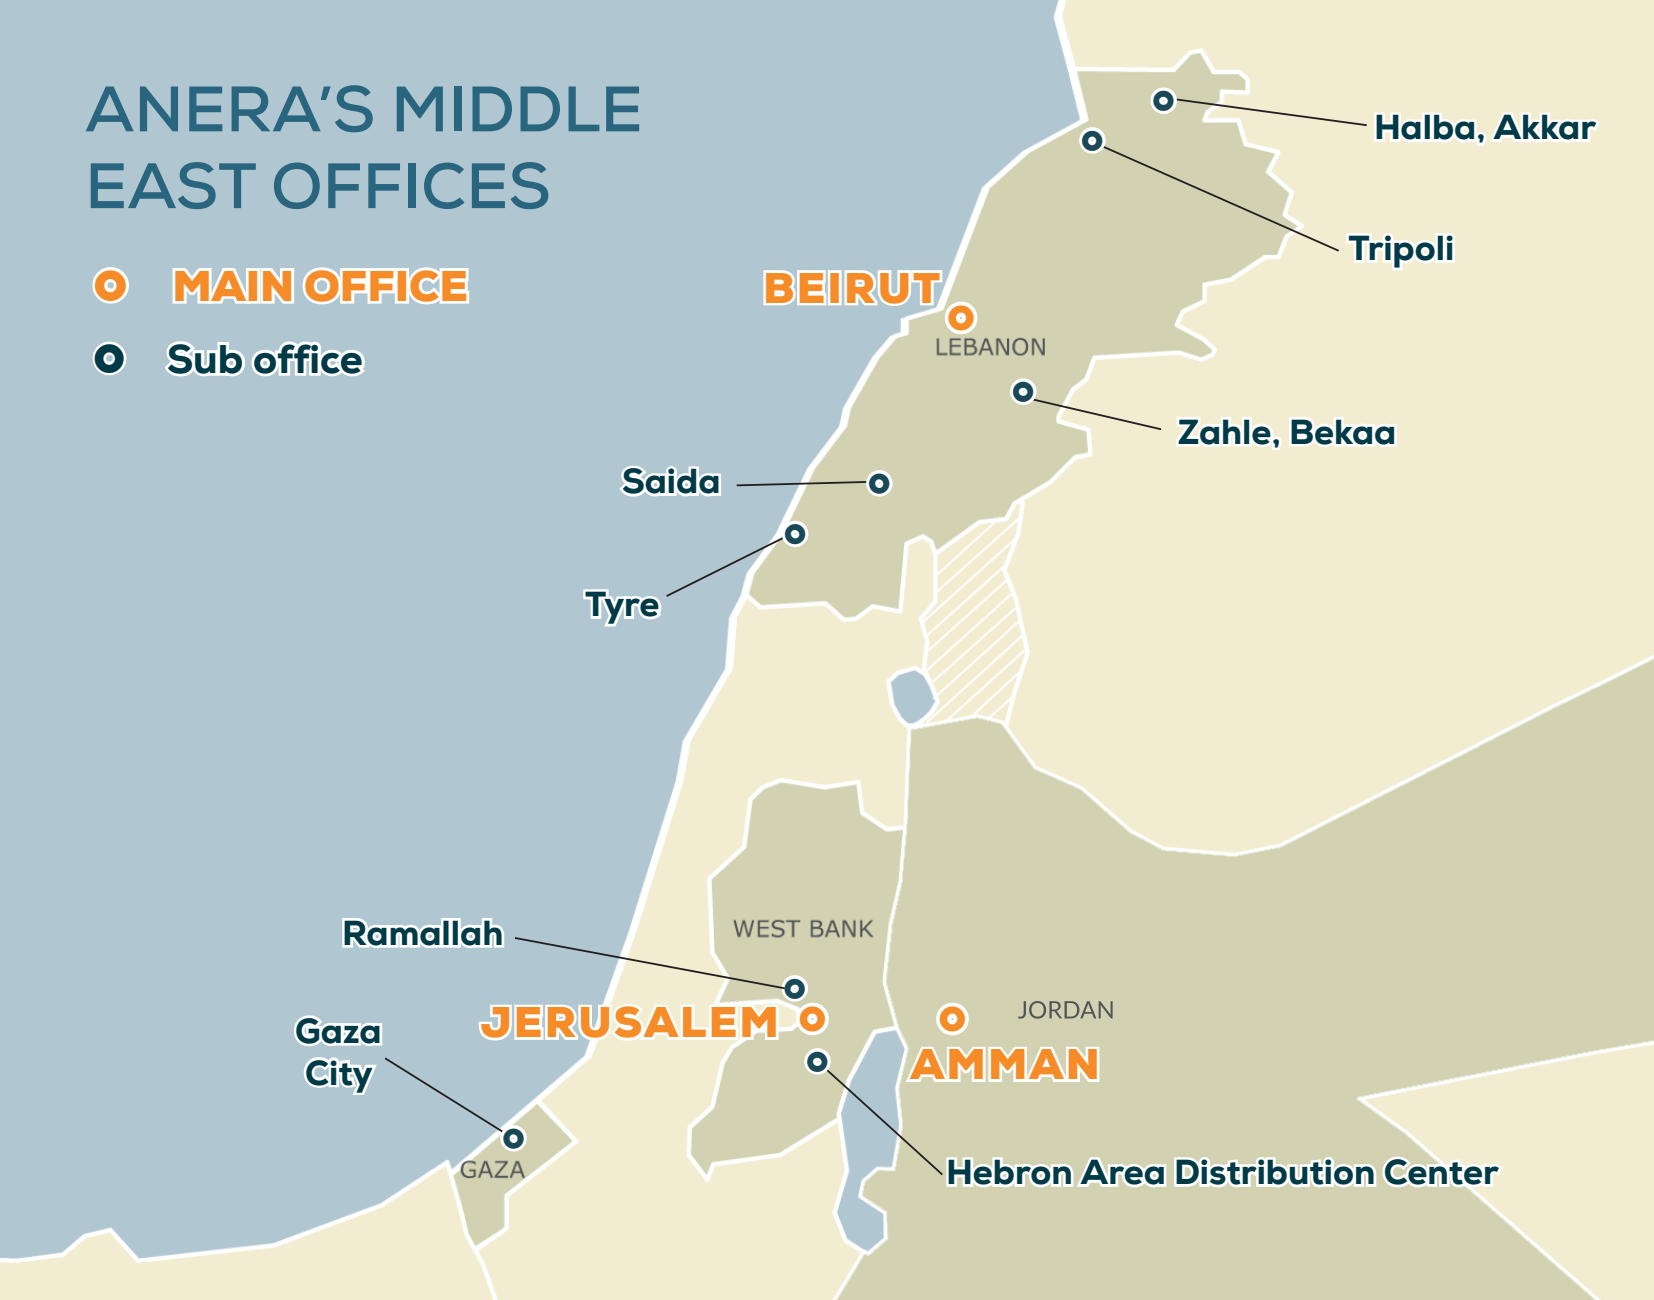 ANERA'S MIDDLE
EAST OFFICES
MAIN OFFICE
Sub office
Halba, Akkar
Tripoli
BEIRUT
LEBANON
Zahle, Bekaa
Saida
Tyre
WEST BANK
Ramallah
JERUSALEM
JORDAN
AMMAN
Gaza
City
GAZA
Hebron Area Distribution Center